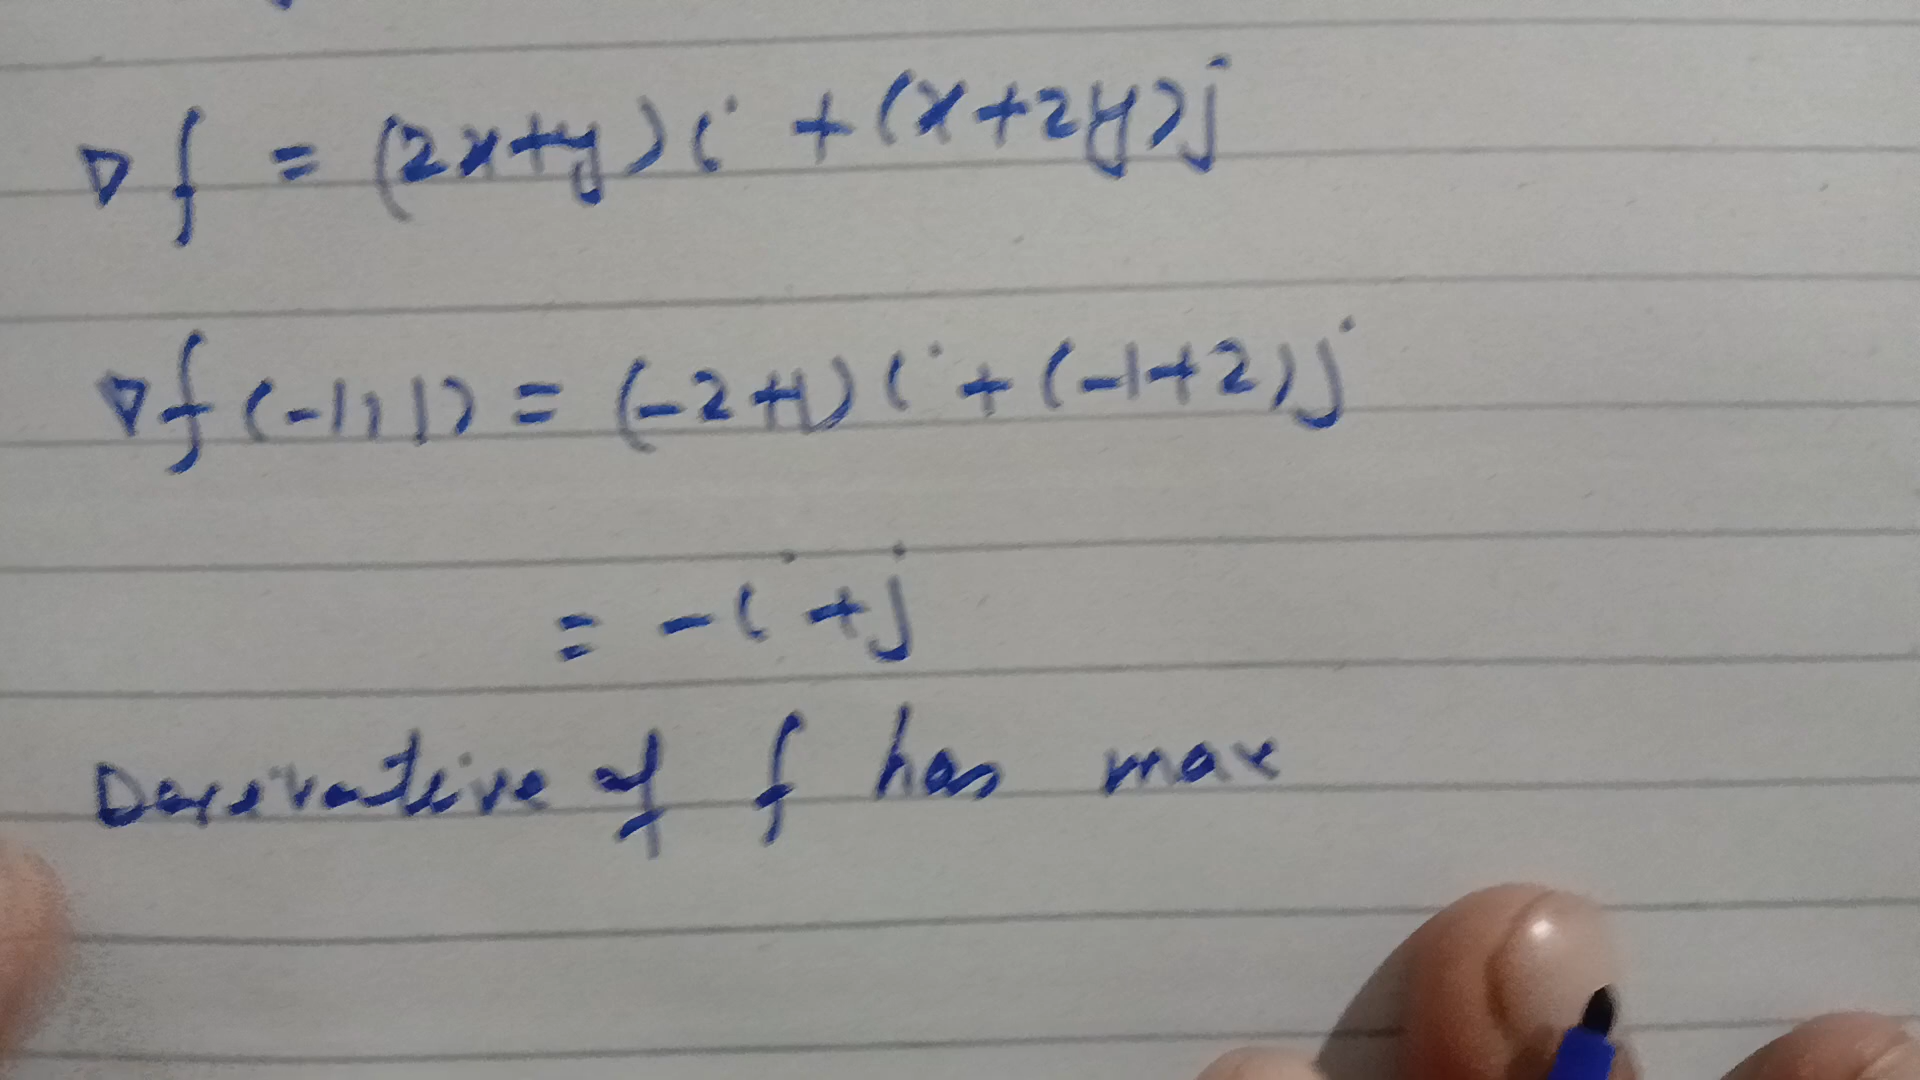 ∇f = (2x+y)i + (x+2y)j
∇f(-1,1) = (-2+1)i + (-1+2)j
= -i + j
Derivative of f has max